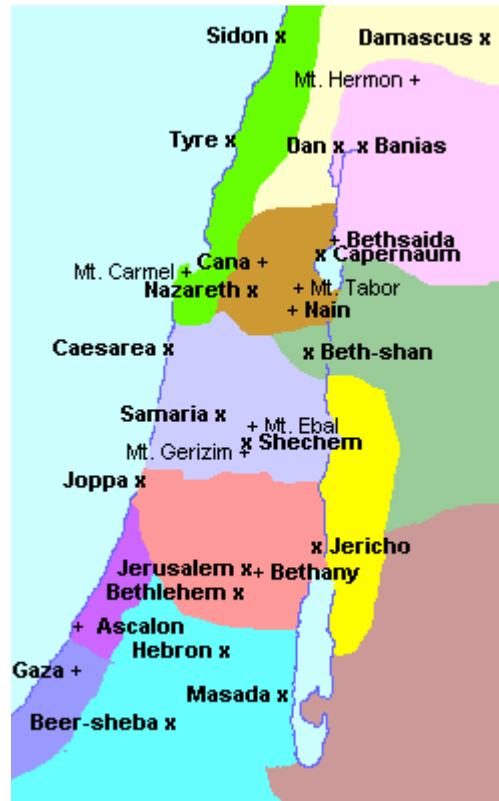 Sidon x
Damascus x
Mt. Hermon +
Tyre x
Dan x x Banias
+ Bethsaida
Cana +
x Capernaum
Mt. Carmel +
Nazareth x
+ Mt. Tabor
+ Nain
Caesarea x
x Beth-shan
Samaria x
+ Mt. Ebal
x Shechem
Mt. Gerizim +
Joppa x
x Jericho
Jerusalem x + Bethany
Bethlehem x
+ Ascalon
Hebron x
Gaza +
Masada x
Beer-sheba x